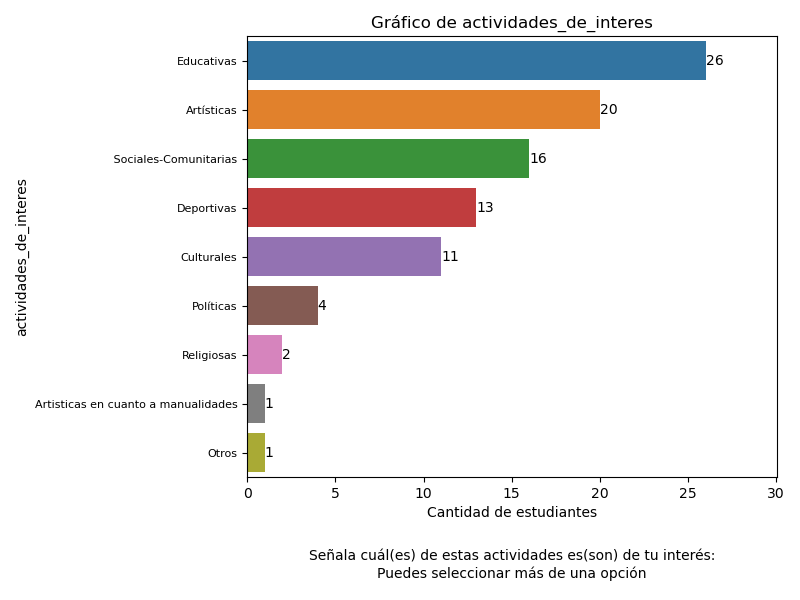 Gráfico de actividades_de_interes
actividades_de_interes
Educativas 26
Artísticas 20
Sociales-Comunitarias 16
Deportivas 13
Culturales 11
Políticas 4
Religiosas 2
Artisticas en cuanto a manualidades 1
Otros 1
0 5 10 15 20 25 30
Cantidad de estudiantes
Señala cuál(es) de estas actividades es(son) de tu interés:
Puedes seleccionar más de una opción